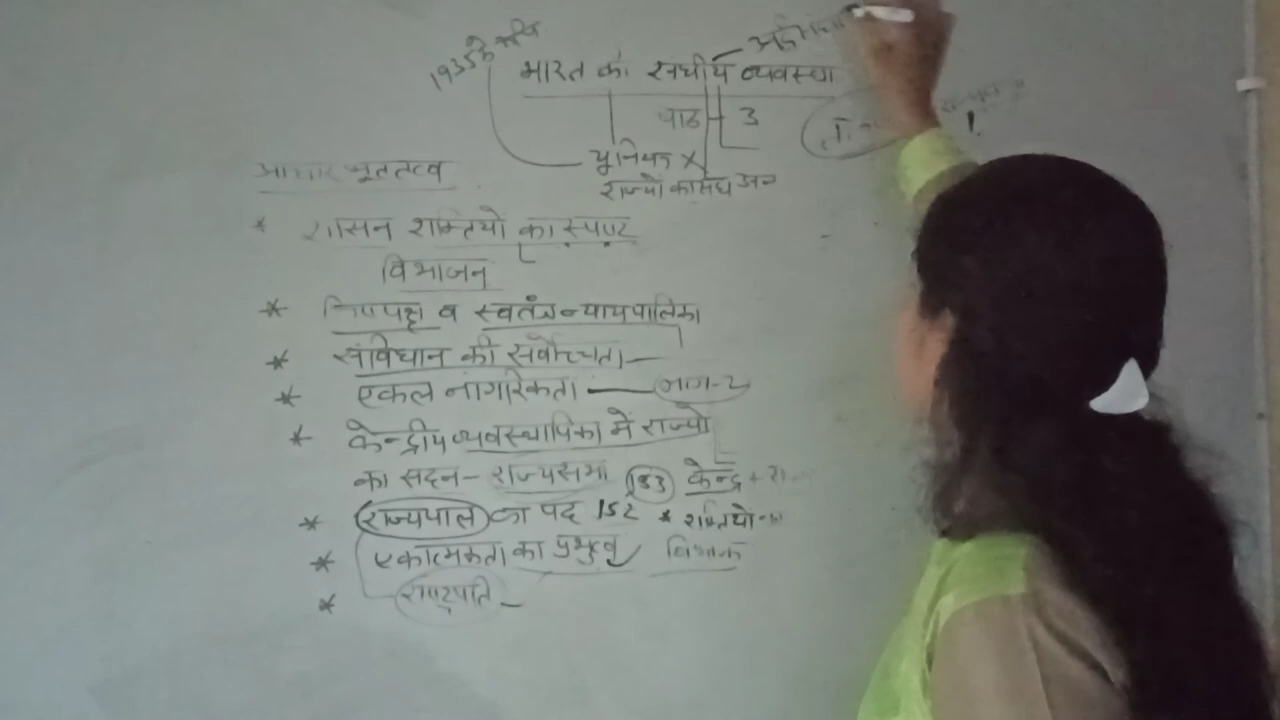 1935 के
भारत की संघीय व्यवस्था
पाठ - 3
यूनियन X
राज्यों का संघ
आधारभूत तत्व
* शासन शक्तियों का स्पष्ट
विभाजन
* निष्पक्ष व स्वतंत्र न्यायपालिका
* संविधान की सर्वोच्चता -
* एकल नागरिकता - भाग-2
* केन्द्रीय व्यवस्थापिका में राज्यों
का सदन - राज्यसभा केन्द्र +
* राज्यपाल का पद 152 * शक्तियों का
* एकात्मकता का प्रभुत्व विभाजन
* राष्ट्रपति -